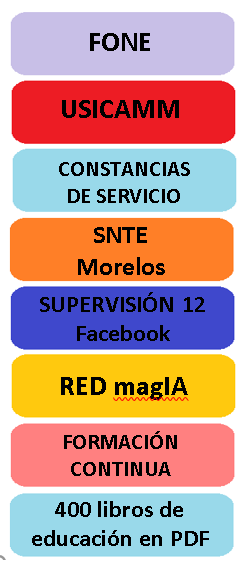 FONE
USICAMM
CONSTANCIAS
DE SERVICIO
SNTE
Morelos
SUPERVISIÓN 12
Facebook
RED magIA
FORMACIÓN
CONTINUA
400 libros de
educación en PDF